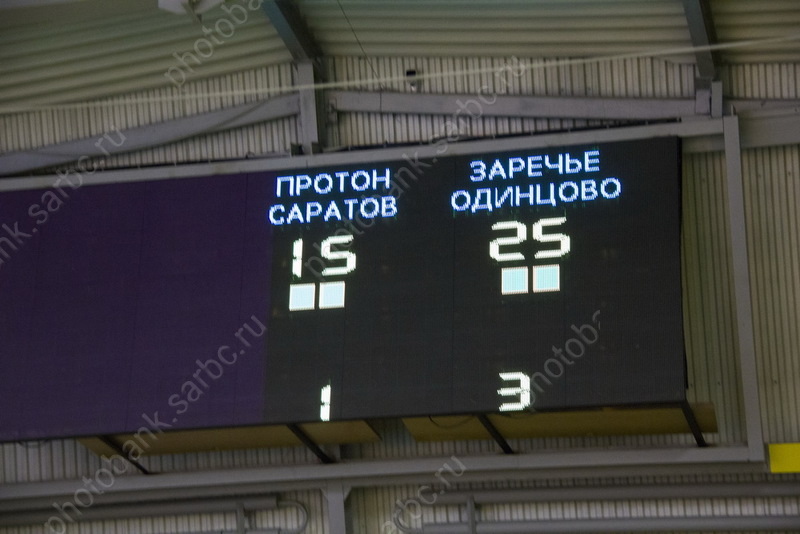 ПРОТОН
САРАТОВ
15
1
ЗАРЕЧЬЕ
ОДИНЦОВО
25
3
photobank.sarbc.ru